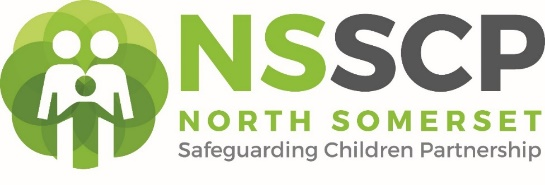 NSSCP
NORTH SOMERSET
Safeguarding Children Partnership